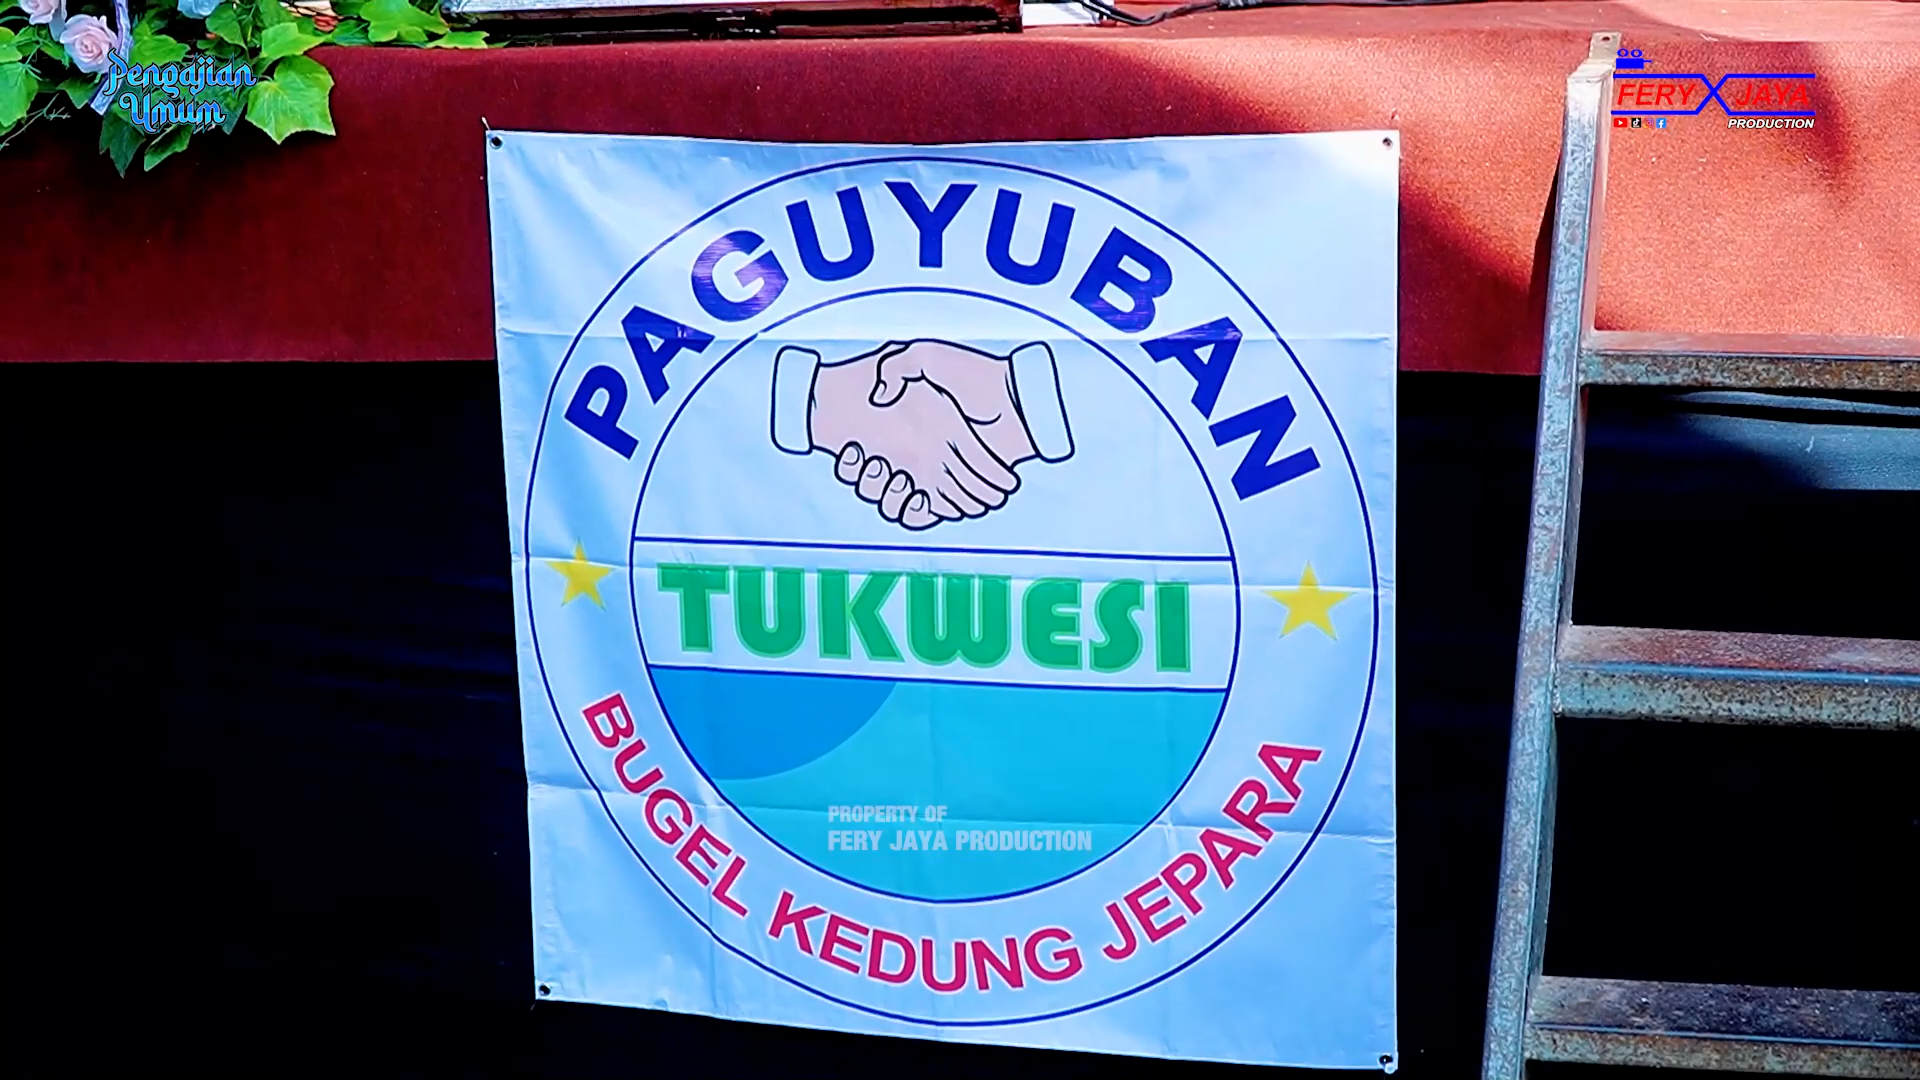 Pengajian
Umum
FERY JAYA
PRODUCTION
PAGUYUBAN
TUKWESI
BUGEL KEDUNG JEPARA
PROPERTY OF
FERY JAYA PRODUCTION